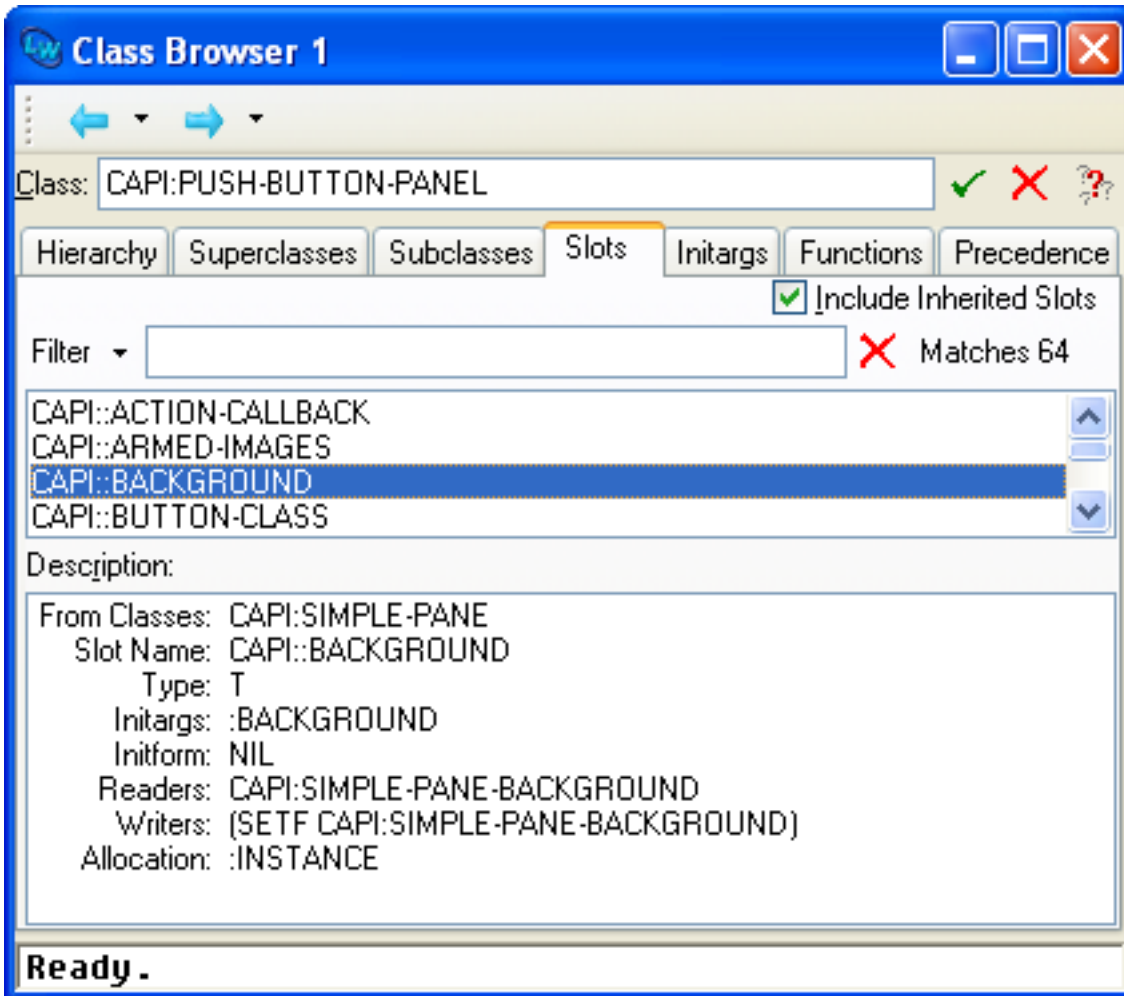 Class Browser 1
Class: CAPI:PUSH-BUTTON-PANEL
Hierarchy Superclasses Subclasses Slots Initargs Functions Precedence
Include Inherited Slots
Filter Matches 64
CAPI::ACTION-CALLBACK
CAPI::ARMED-IMAGES
CAPI::BACKGROUND
CAPI::BUTTON-CLASS
Description:
From Classes: CAPI:SIMPLE-PANE
Slot Name: CAPI::BACKGROUND
Type: T
Initargs: :BACKGROUND
Initform: NIL
Readers: CAPI:SIMPLE-PANE-BACKGROUND
Writers: (SETF CAPI:SIMPLE-PANE-BACKGROUND)
Allocation: :INSTANCE
Ready.